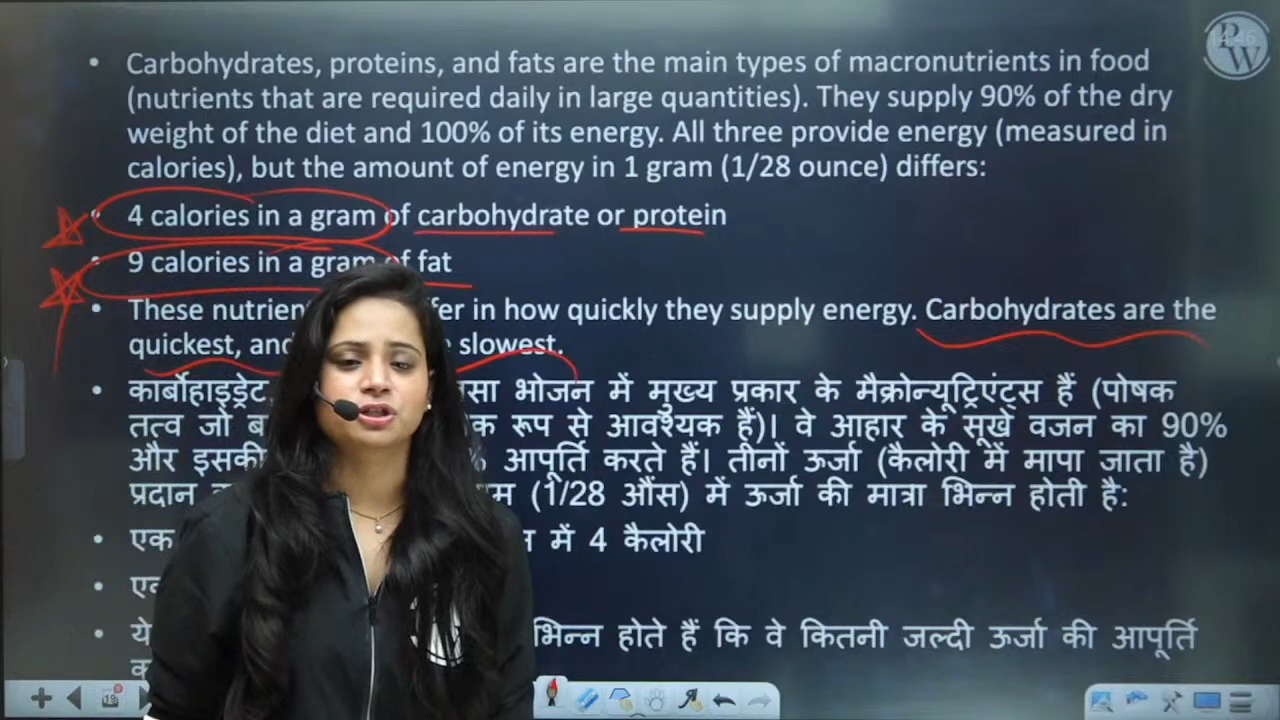 PW
Carbohydrates, proteins, and fats are the main types of macronutrients in food
(nutrients that are required daily in large quantities). They supply 90% of the dry
weight of the diet and 100% of its energy. All three provide energy (measured in
calories), but the amount of energy in 1 gram (1/28 ounce) differs:
4 calories in a gram of carbohydrate or protein
9 calories in a gram of fat
These in how quickly they supply energy. Carbohydrates are the
quickest, slowest.
कार्बोहाइड्रेट, भोजन में मुख्य प्रकार के मैक्रोन्यूट्रिएंट्स हैं (पोषक
तत्व जो रूप से आवश्यक हैं)। वे आहार के सूखे वजन का 90%
और इसकी आपूर्ति करते हैं। तीनों ऊर्जा (कैलोरी में मापा जाता है)
प्रदान (1/28 औंस) में ऊर्जा की मात्रा भिन्न होती है:
एक में 4 कैलोरी
ये भिन्न होते हैं कि वे कितनी जल्दी ऊर्जा की आपूर्ति